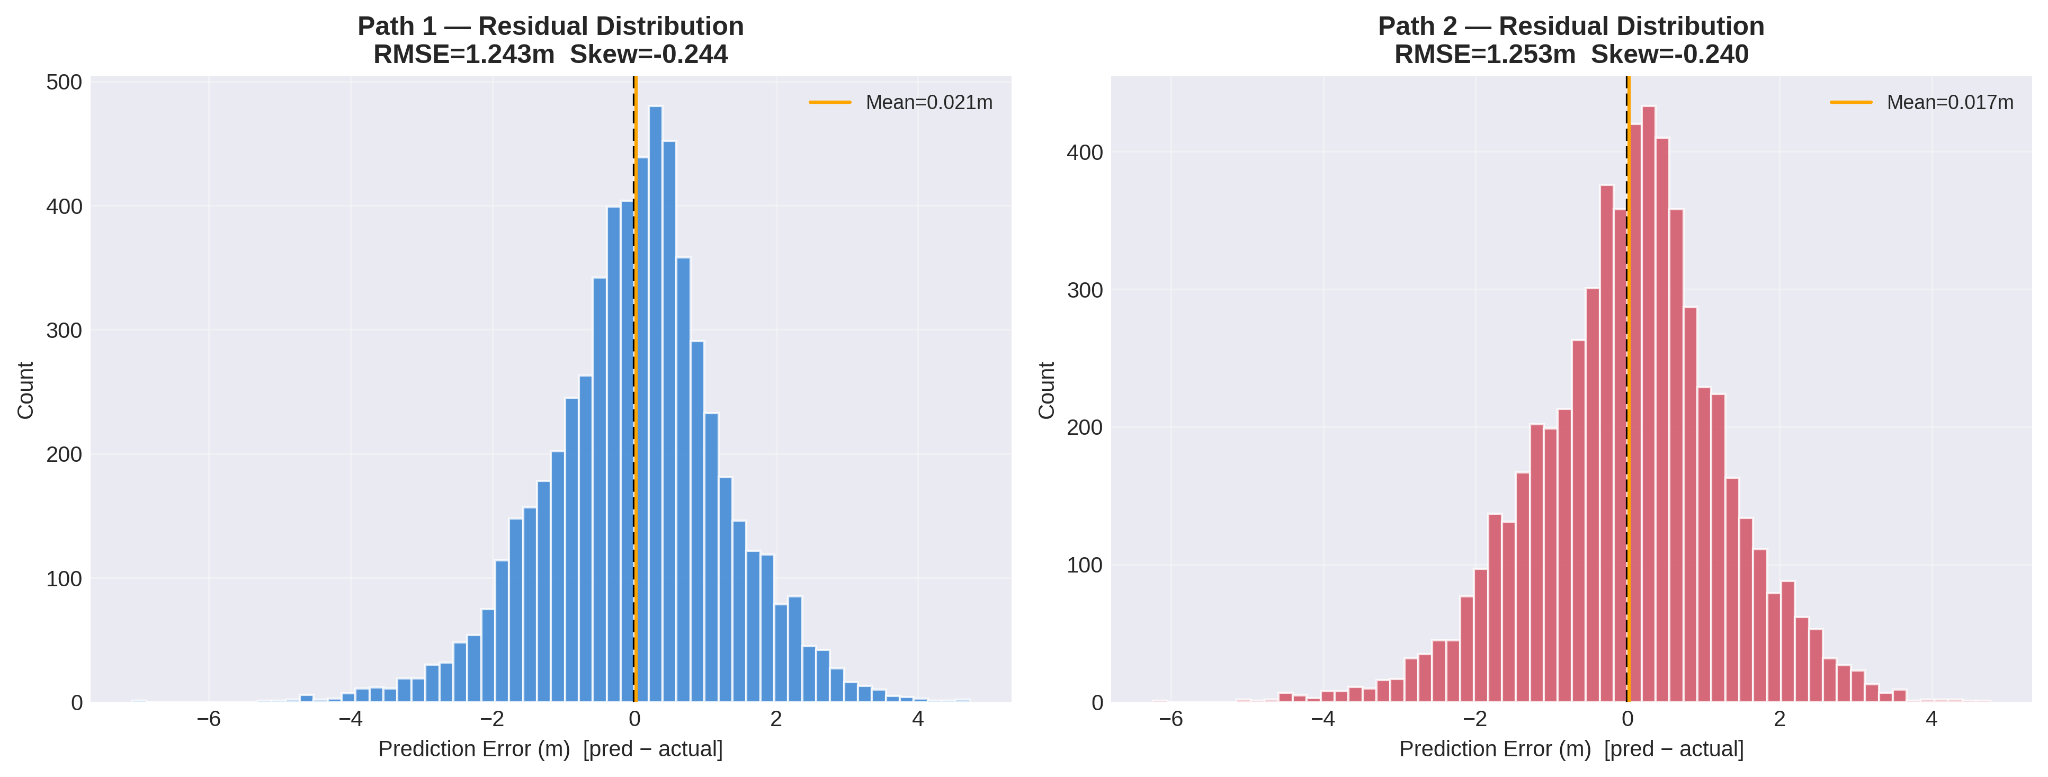 Path 1 — Residual Distribution
RMSE=1.243m  Skew=-0.244
Mean=0.021m
500
400
300
200
100
0
Count
−6
−4
−2
0
2
4
Prediction Error (m)  [pred − actual]
Path 2 — Residual Distribution
RMSE=1.253m  Skew=-0.240
Mean=0.017m
400
300
200
100
0
Count
−6
−4
−2
0
2
4
Prediction Error (m)  [pred − actual]